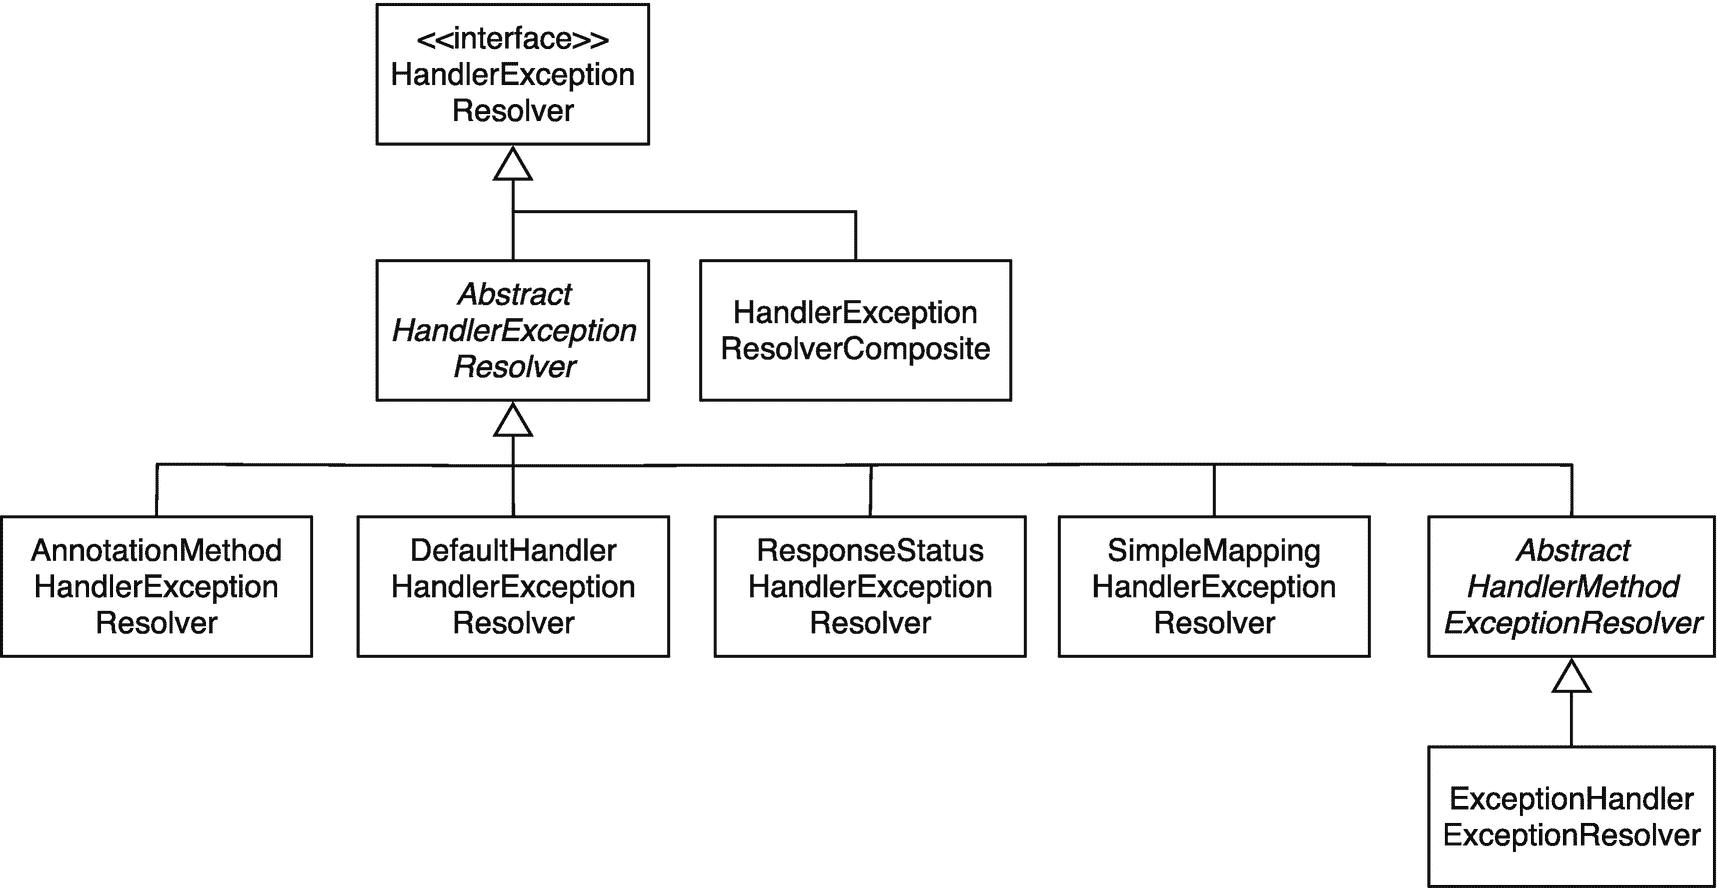 <<interface>>
HandlerException
Resolver
Abstract
HandlerException
Resolver
HandlerException
ResolverComposite
AnnotationMethod
HandlerException
Resolver
DefaultHandler
HandlerException
Resolver
ResponseStatus
HandlerException
Resolver
SimpleMapping
HandlerException
Resolver
Abstract
HandlerMethod
ExceptionResolver
ExceptionHandler
ExceptionResolver